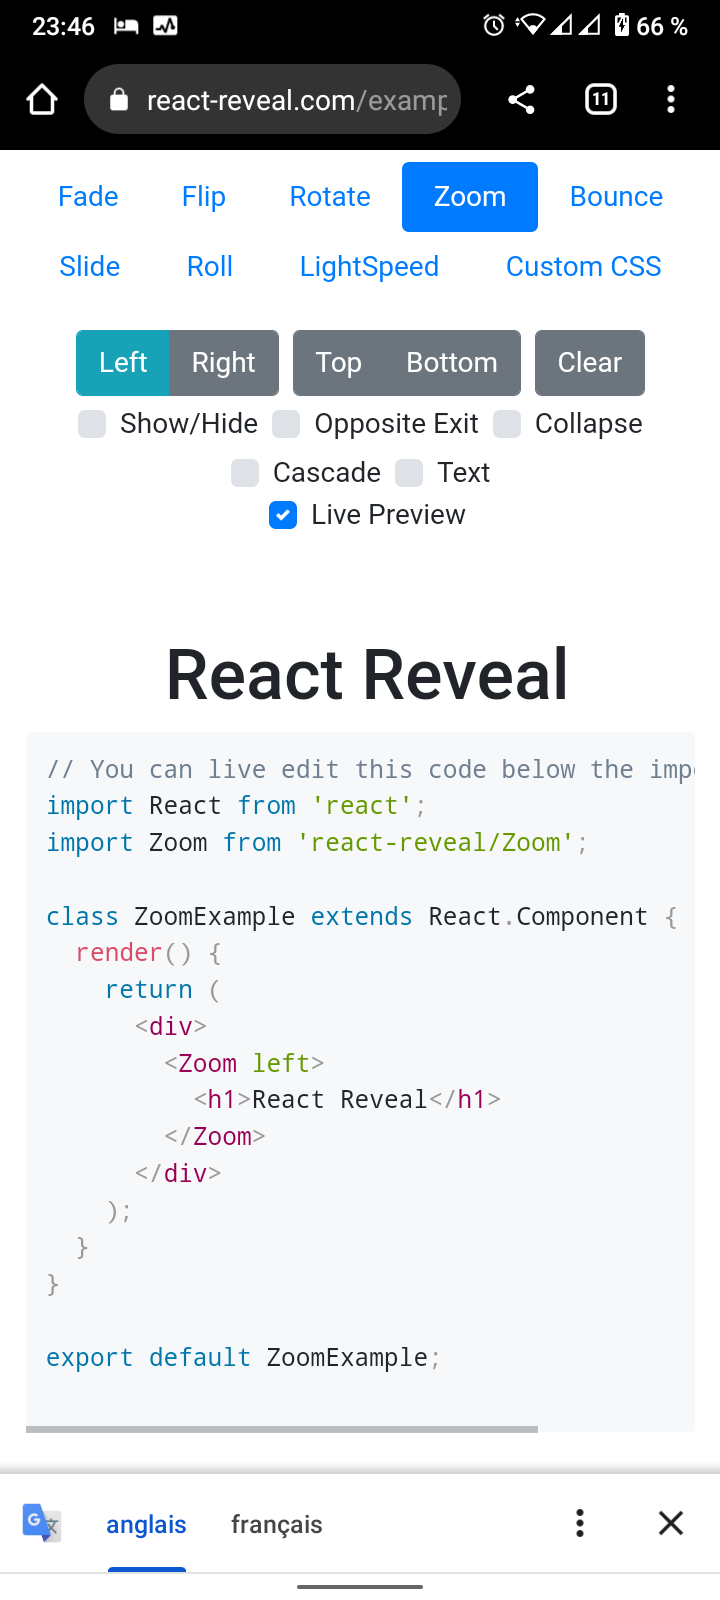 23:46 66 %
react-reveal.com/examp
11
Fade Flip Rotate Zoom Bounce
Slide Roll LightSpeed Custom CSS
Left Right Top Bottom Clear
Show/Hide Opposite Exit Collapse
Cascade Text
Live Preview
React Reveal
// You can live edit this code below the impo
import React from 'react';
import Zoom from 'react-reveal/Zoom';
class ZoomExample extends React.Component {
render() {
return (
<div>
<Zoom left>
<h1>React Reveal</h1>
</Zoom>
</div>
);
}
}
export default ZoomExample;
anglais français